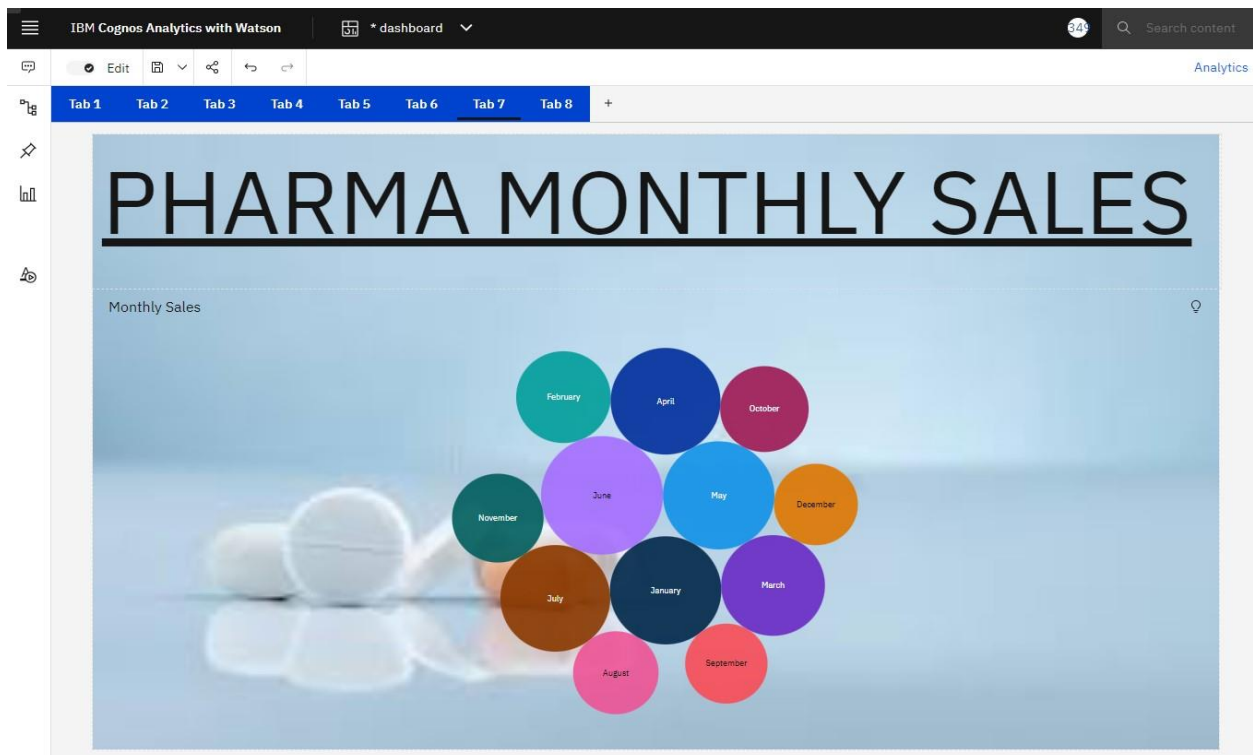 IBM Cognos Analytics with Watson
* dashboard
349
Search content
Edit
Analytics
Tab 1 Tab 2 Tab 3 Tab 4 Tab 5 Tab 6 Tab 7 Tab 8 +
PHARMA MONTHLY SALES
Monthly Sales
February
April
October
June
May
December
November
July
January
March
August
September